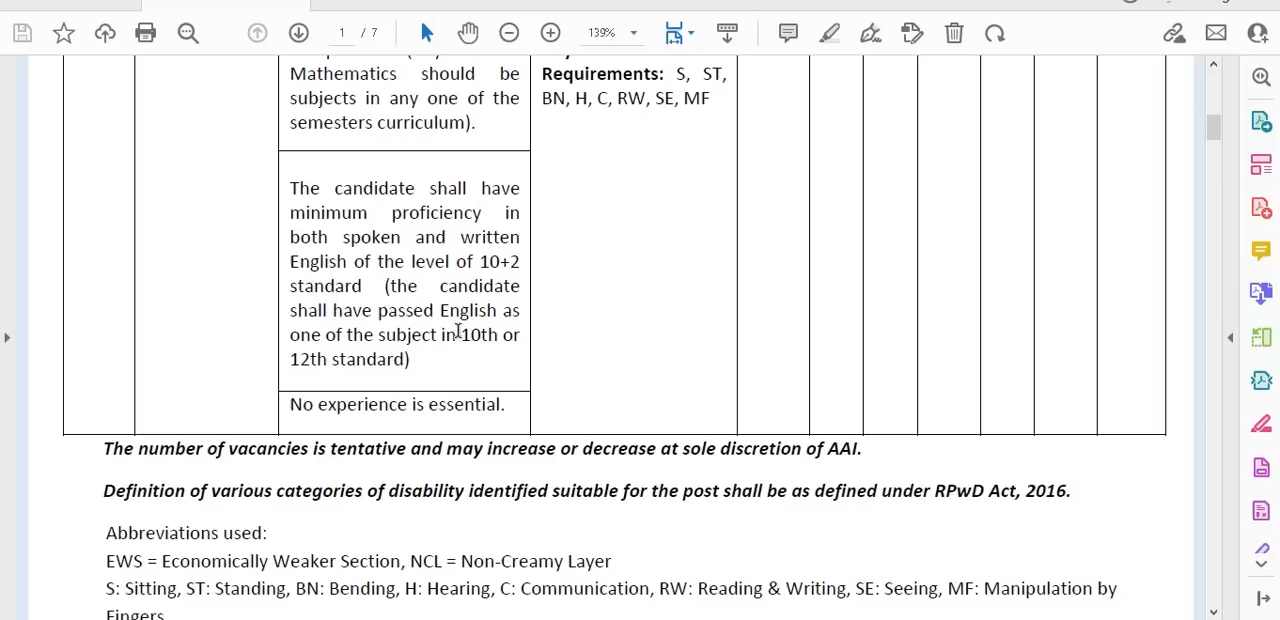 1 / 7
139%
Mathematics should be
subjects in any one of the
semesters curriculum).
Requirements: S, ST,
BN, H, C, RW, SE, MF
The candidate shall have
minimum proficiency in
both spoken and written
English of the level of 10+2
standard (the candidate
shall have passed English as
one of the subject in 10th or
12th standard)
No experience is essential.
The number of vacancies is tentative and may increase or decrease at sole discretion of AAI.
Definition of various categories of disability identified suitable for the post shall be as defined under RPwD Act, 2016.
Abbreviations used:
EWS = Economically Weaker Section, NCL = Non-Creamy Layer
S: Sitting, ST: Standing, BN: Bending, H: Hearing, C: Communication, RW: Reading & Writing, SE: Seeing, MF: Manipulation by
Fingers